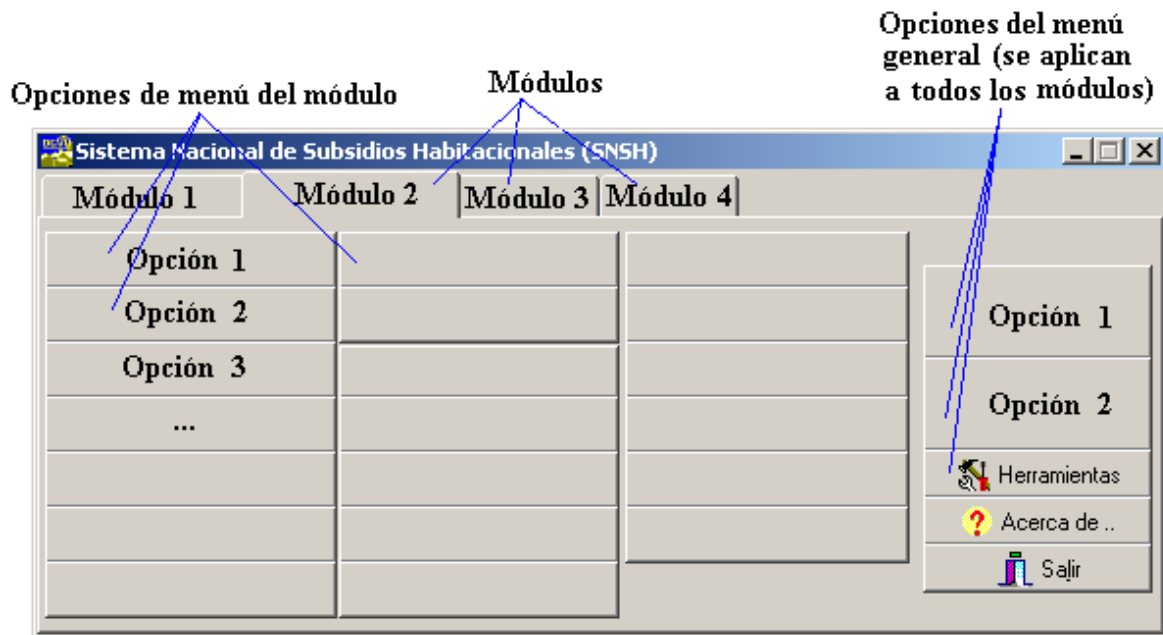 Opciones del menú
general (se aplican
a todos los módulos)
Opciones de menú del módulo
Módulos
Sistema Nacional de Subsidios Habitacionales (SNSH)
Módulo 1
Módulo 2
Módulo 3
Módulo 4
Opción 1
Opción 2
Opción 3
...
Opción 1
Opción 2
Herramientas
Acerca de ..
Salir